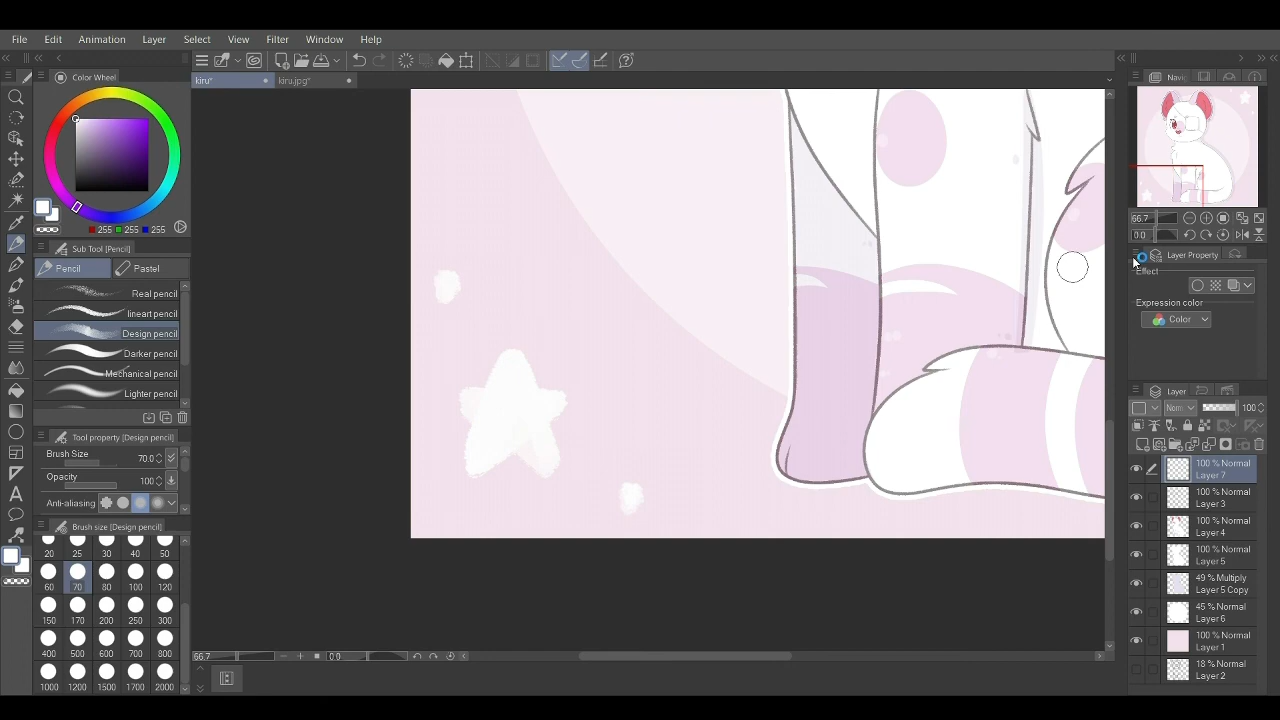 File Edit Animation Layer Select View Filter Window Help
Color Wheel
kiru*
kiru.jpg*
Navic
255 255 255
66.7
0.0
Sub Tool [Pencil]
Pencil Pastel
Real pencil
lineart pencil
Design pencil
Darker pencil
Mechanical pencil
Lighter pencil
Tool property [Design pencil]
Brush Size 70.0
Opacity 100
Anti-aliasing
Brush size [Design pencil]
20 25 30 40 50
60 70 80 100 120
150 170 200 250 300
400 500 600 700 800
1000 1200 1500 1700 2000
66.7 0.0
Layer Property
Effect
Expression color
Color
Layer
Norm 100
100 % Normal
Layer 7
100 % Normal
Layer 3
100 % Normal
Layer 4
100 % Normal
Layer 5
49 % Multiply
Layer 5 Copy
45 % Normal
Layer 6
100 % Normal
Layer 1
18 % Normal
Layer 2